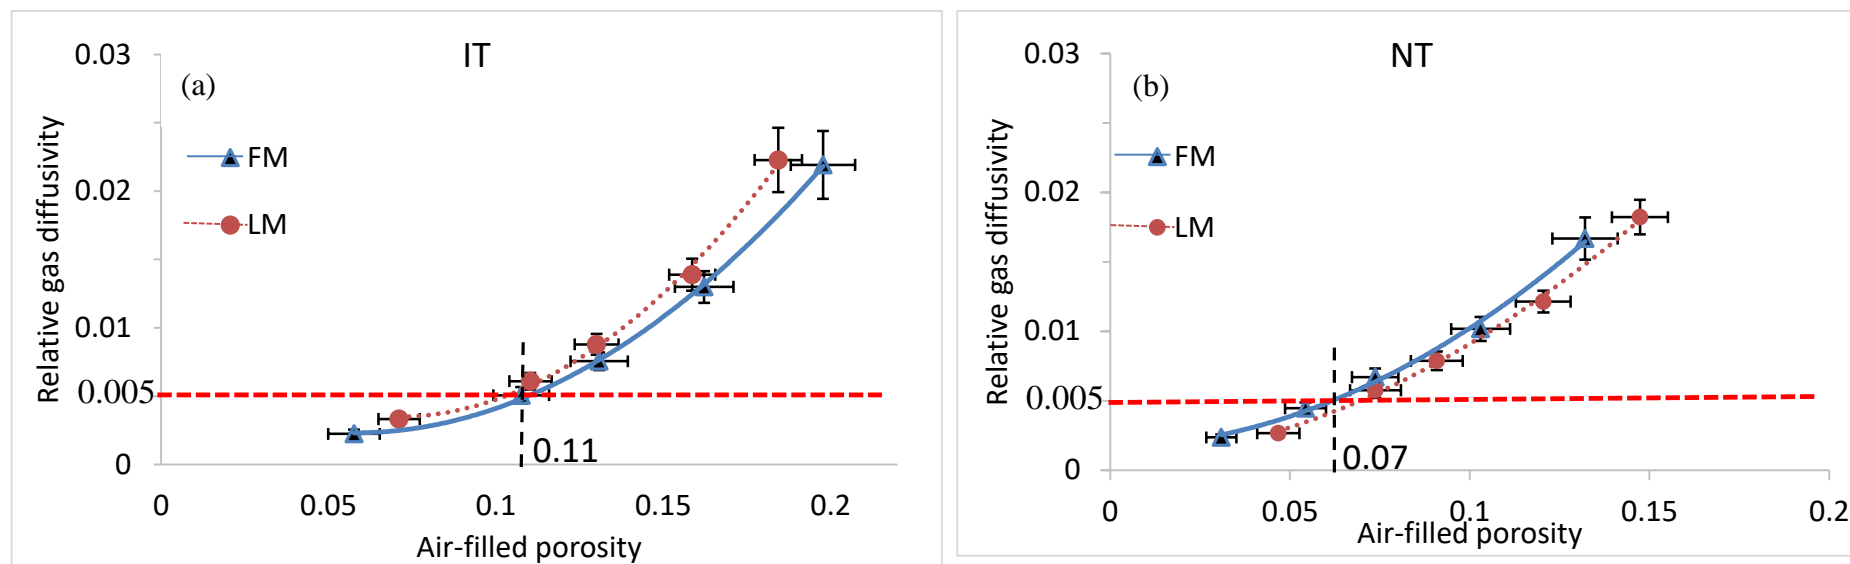 IT
(a)
Relative gas diffusivity
0.03
0.02
0.01
0.005
0
FM
LM
0.11
0
0.05
0.1
0.15
0.2
Air-filled porosity
NT
(b)
Relative gas diffusivity
0.03
0.02
0.01
0.005
0
FM
LM
0.07
0
0.05
0.1
0.15
0.2
Air-filled porosity